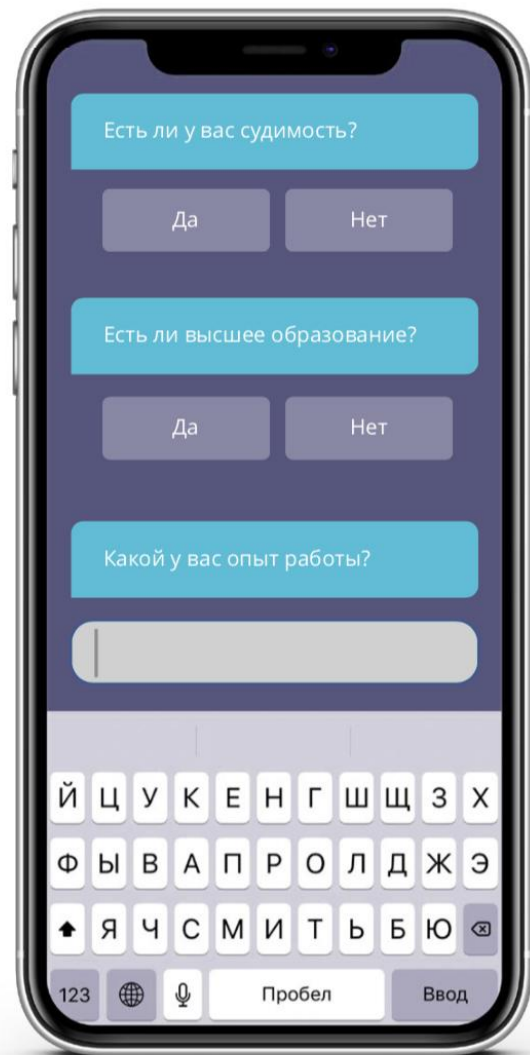 Есть ли у вас судимость?
Да Нет
Есть ли высшее образование?
Да Нет
Какой у вас опыт работы?
Й Ц У К Е Н Г Ш Щ З Х
Ф Ы В А П Р О Л Д Ж Э
Я Ч С М И Т Ь Б Ю
123 Пробел Ввод